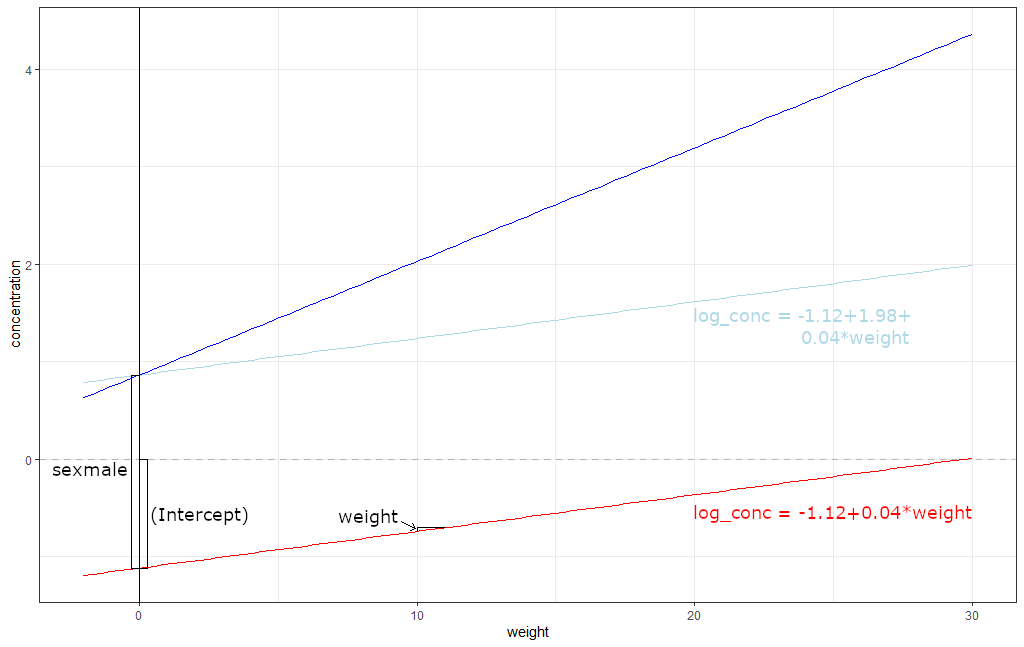 4
2
0
concentration
log_conc = -1.12+1.98+
0.04*weight
sexmale
(Intercept)
weight
log_conc = -1.12+0.04*weight
0
10
20
30
weight